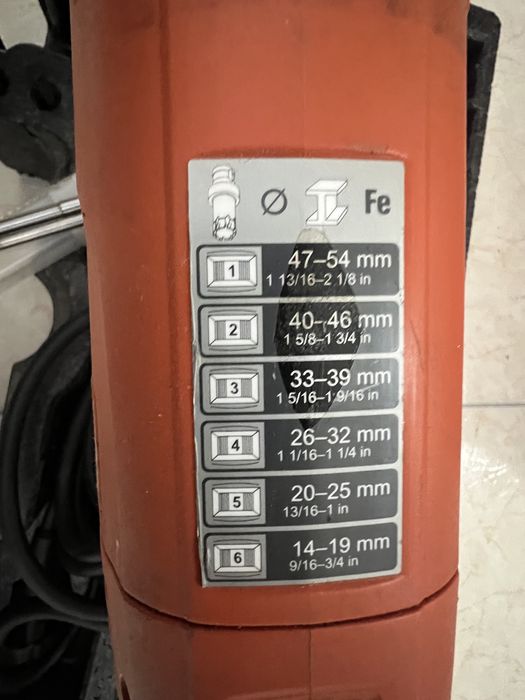 Ø Fe
1 47–54 mm
1 13/16–2 1/8 in
2 40–46 mm
1 5/8–1 3/4 in
3 33–39 mm
1 5/16–1 9/16 in
4 26–32 mm
1 1/16–1 1/4 in
5 20–25 mm
13/16–1 in
6 14–19 mm
9/16–3/4 in